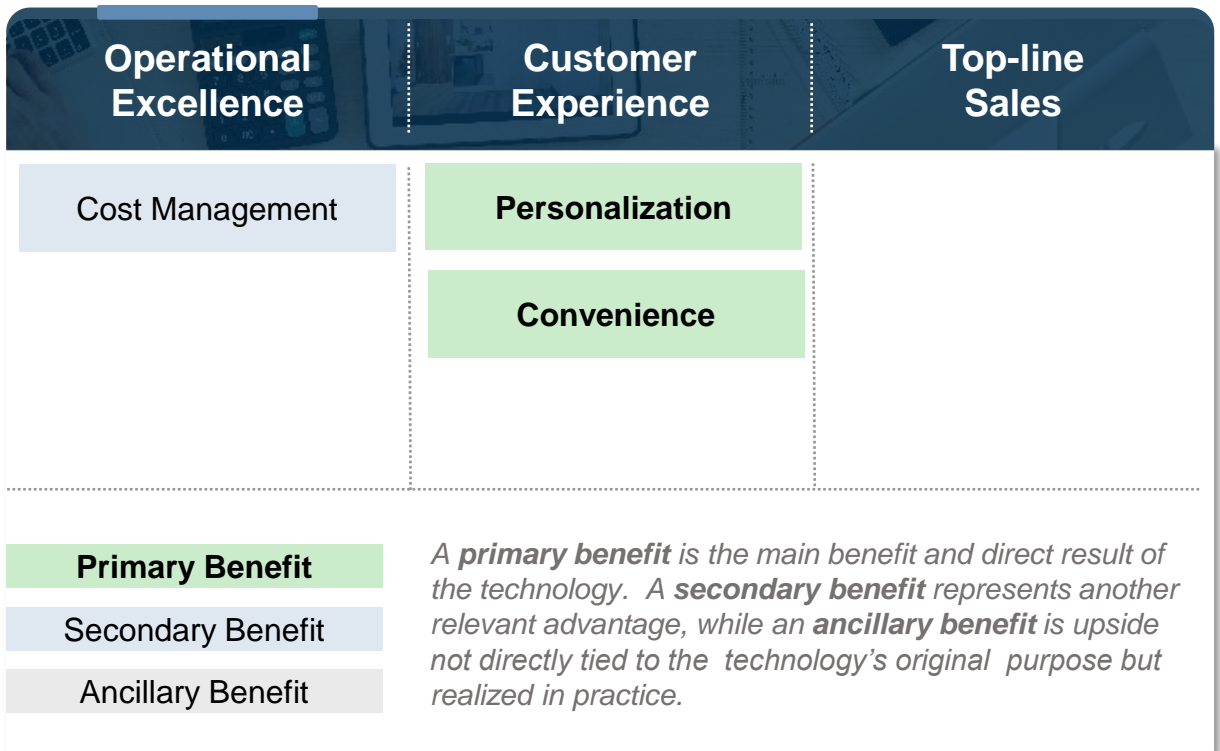 Operational
Excellence
Customer
Experience
Top-line
Sales
Cost Management
Personalization
Convenience
Primary Benefit
Secondary Benefit
Ancillary Benefit
A primary benefit is the main benefit and direct result of
the technology.  A secondary benefit represents another
relevant advantage, while an ancillary benefit is upside
not directly tied to the  technology’s original  purpose but
realized in practice.